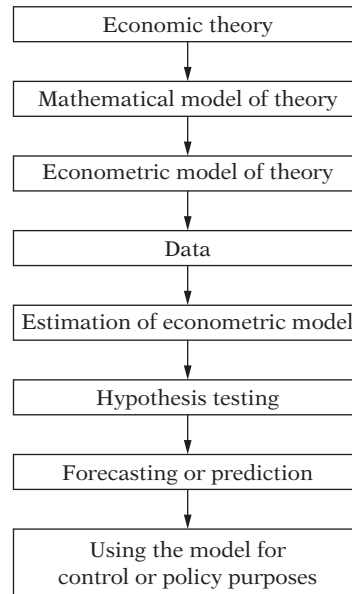 Economic theory
Mathematical model of theory
Econometric model of theory
Data
Estimation of econometric model
Hypothesis testing
Forecasting or prediction
Using the model for
control or policy purposes